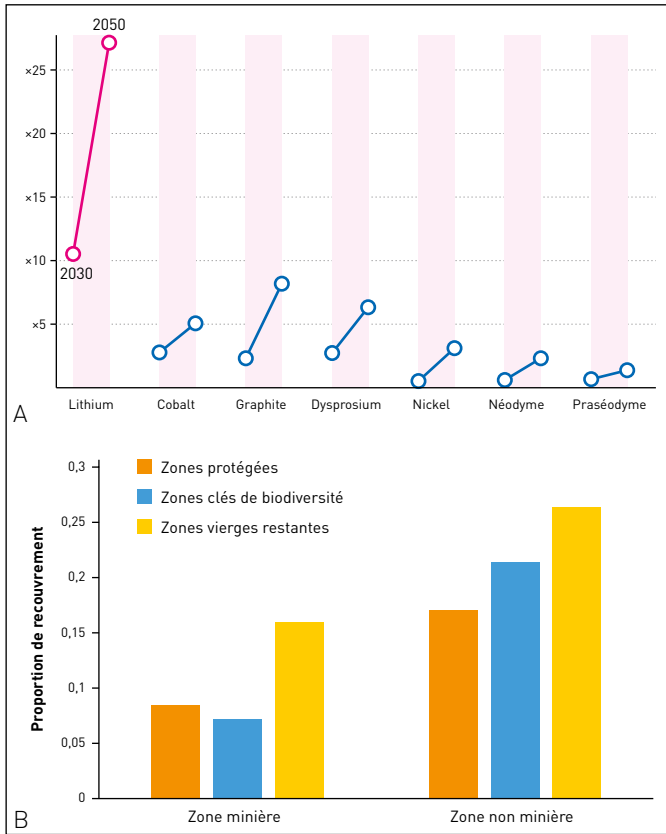 2050
×25
×20
×15
×10
2030
×5
A
Lithium Cobalt Graphite Dysprosium Nickel Néodyme Praséodyme
0,3
Zones protégées
Zones clés de biodiversité
0,25
Zones vierges restantes
0,2
Proportion de recouvrement
0,15
0,1
0,05
0
B
Zone minière Zone non minière